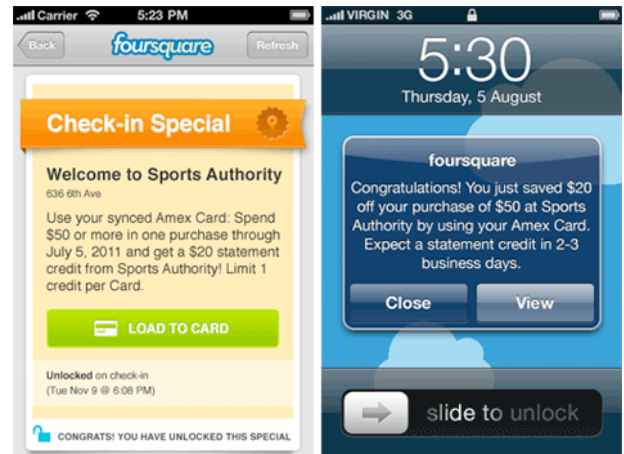 Carrier 5:23 PM
Back foursquare Refresh
Check-in Special
Welcome to Sports Authority
636 6th Ave
Use your synced Amex Card: Spend
$50 or more in one purchase through
July 5, 2011 and get a $20 statement
credit from Sports Authority! Limit 1
credit per Card.
LOAD TO CARD
Unlocked on check-in
(Tue Nov 9 @ 6:08 PM)
CONGRATS! YOU HAVE UNLOCKED THIS SPECIAL
VIRGIN 3G
5:30
Thursday, 5 August
foursquare
Congratulations! You just saved $20
off your purchase of $50 at Sports
Authority by using your Amex Card.
Expect a statement credit in 2-3
business days.
Close View
slide to unlock